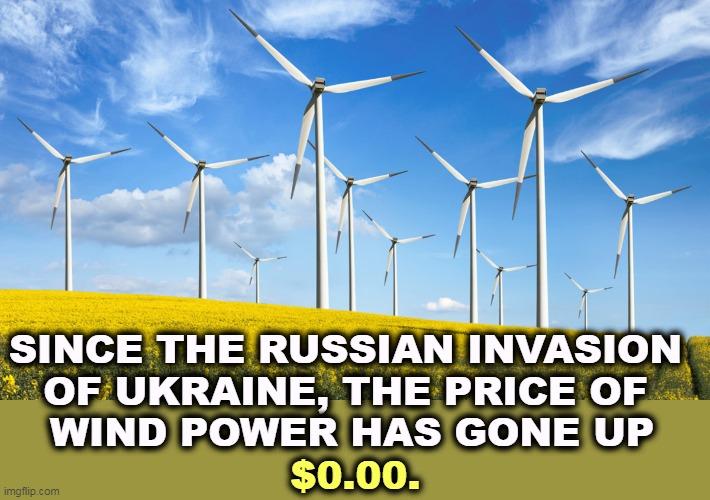 SINCE THE RUSSIAN INVASION
OF UKRAINE, THE PRICE OF
WIND POWER HAS GONE UP
$0.00.
imgflip.com